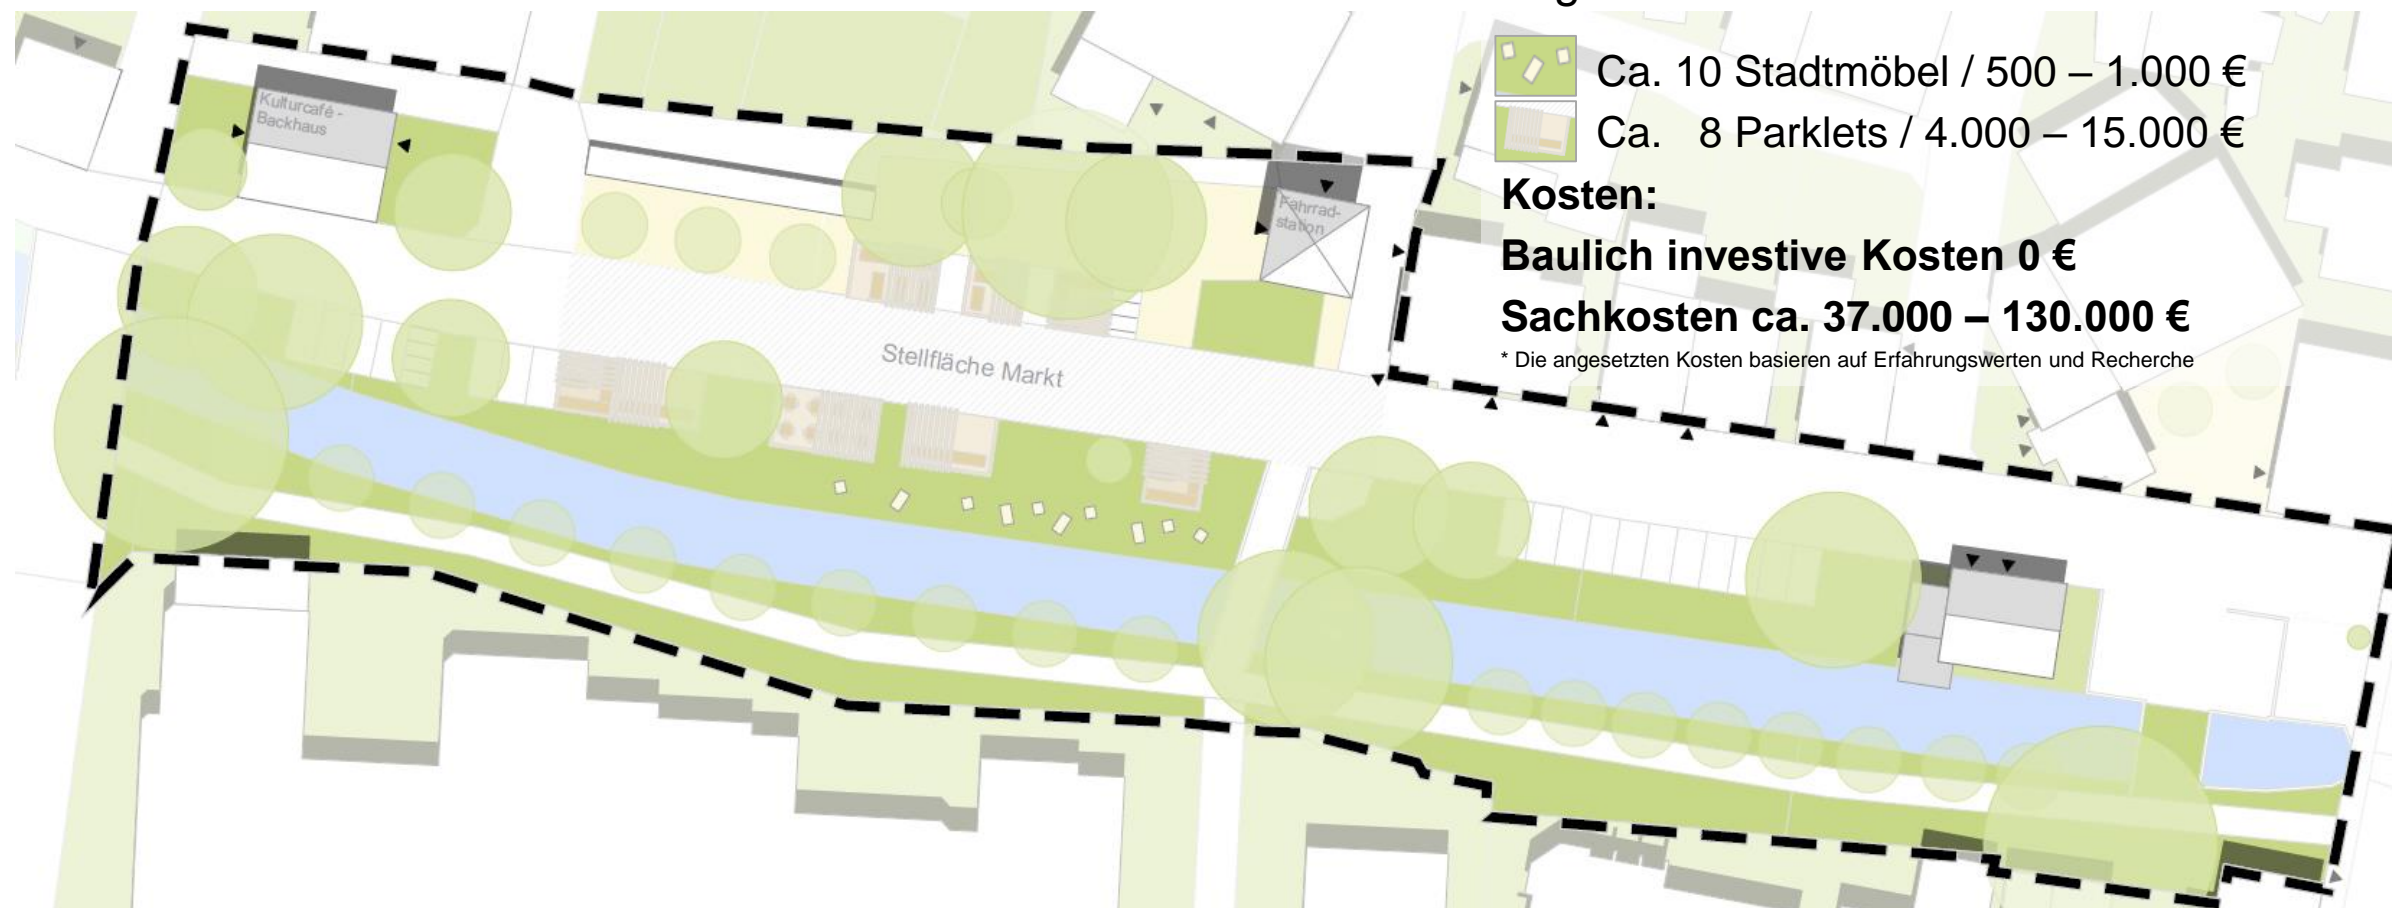 Ca. 10 Stadtmöbel / 500 – 1.000 €
Ca. 8 Parklets / 4.000 – 15.000 €
Kosten:
Baulich investive Kosten 0 €
Sachkosten ca. 37.000 – 130.000 €
* Die angesetzten Kosten basieren auf Erfahrungswerten und Recherche
Kulturcafé -
Backhaus
Fahrrad-
station
Stellfläche Markt